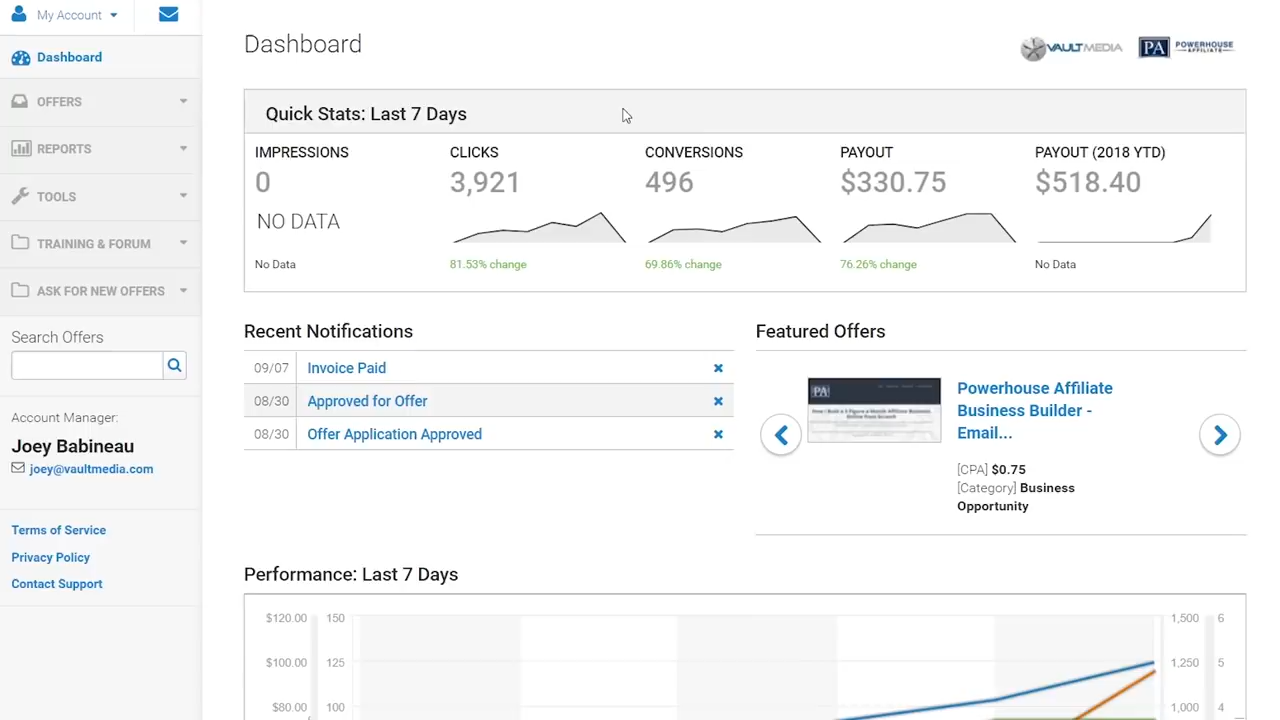 My Account
Dashboard
OFFERS
REPORTS
TOOLS
TRAINING & FORUM
ASK FOR NEW OFFERS
Search Offers
Account Manager:
Joey Babineau
joey@vaultmedia.com
Terms of Service
Privacy Policy
Contact Support
Dashboard
VAULTMEDIA PA POWERHOUSE
AFFILIATE
Quick Stats: Last 7 Days
IMPRESSIONS CLICKS CONVERSIONS PAYOUT PAYOUT (2018 YTD)
0 3,921 496 $330.75 $518.40
NO DATA
No Data 81.53% change 69.86% change 76.26% change No Data
Recent Notifications
09/07 Invoice Paid
08/30 Approved for Offer
08/30 Offer Application Approved
Featured Offers
PA
Powerhouse Affiliate
Business Builder -
Email...
[CPA] $0.75
[Category] Business
Opportunity
Performance: Last 7 Days
$120.00 150 1,500 6
$100.00 125 1,250 5
$80.00 100 1,000 4